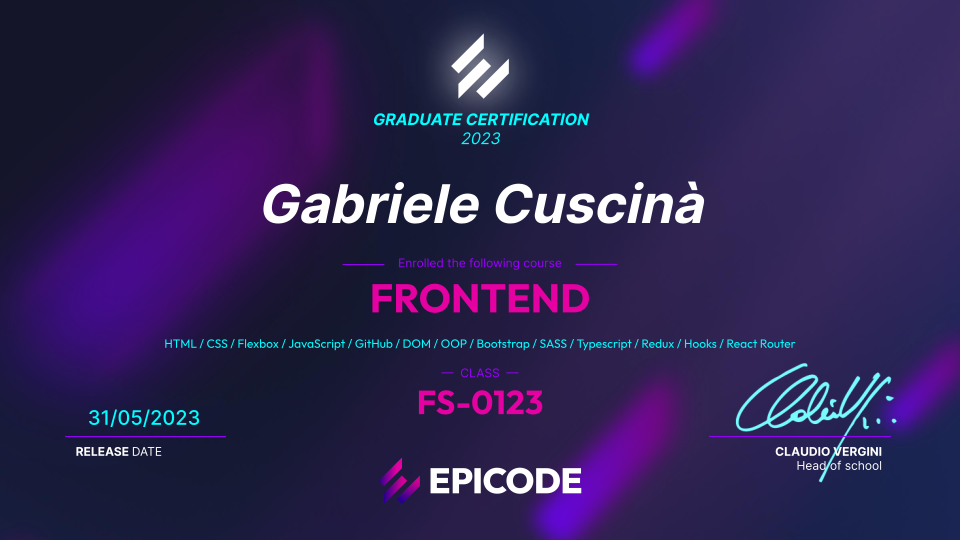 GRADUATE CERTIFICATION
2023
Gabriele Cuscinà
Enrolled the following course
FRONTEND
HTML / CSS / Flexbox / JavaScript / GitHub / DOM / OOP / Bootstrap / SASS / Typescript / Redux / Hooks / React Router
CLASS
FS-0123
31/05/2023
RELEASE DATE
CLAUDIO VERGINI
Head of school
EPICODE